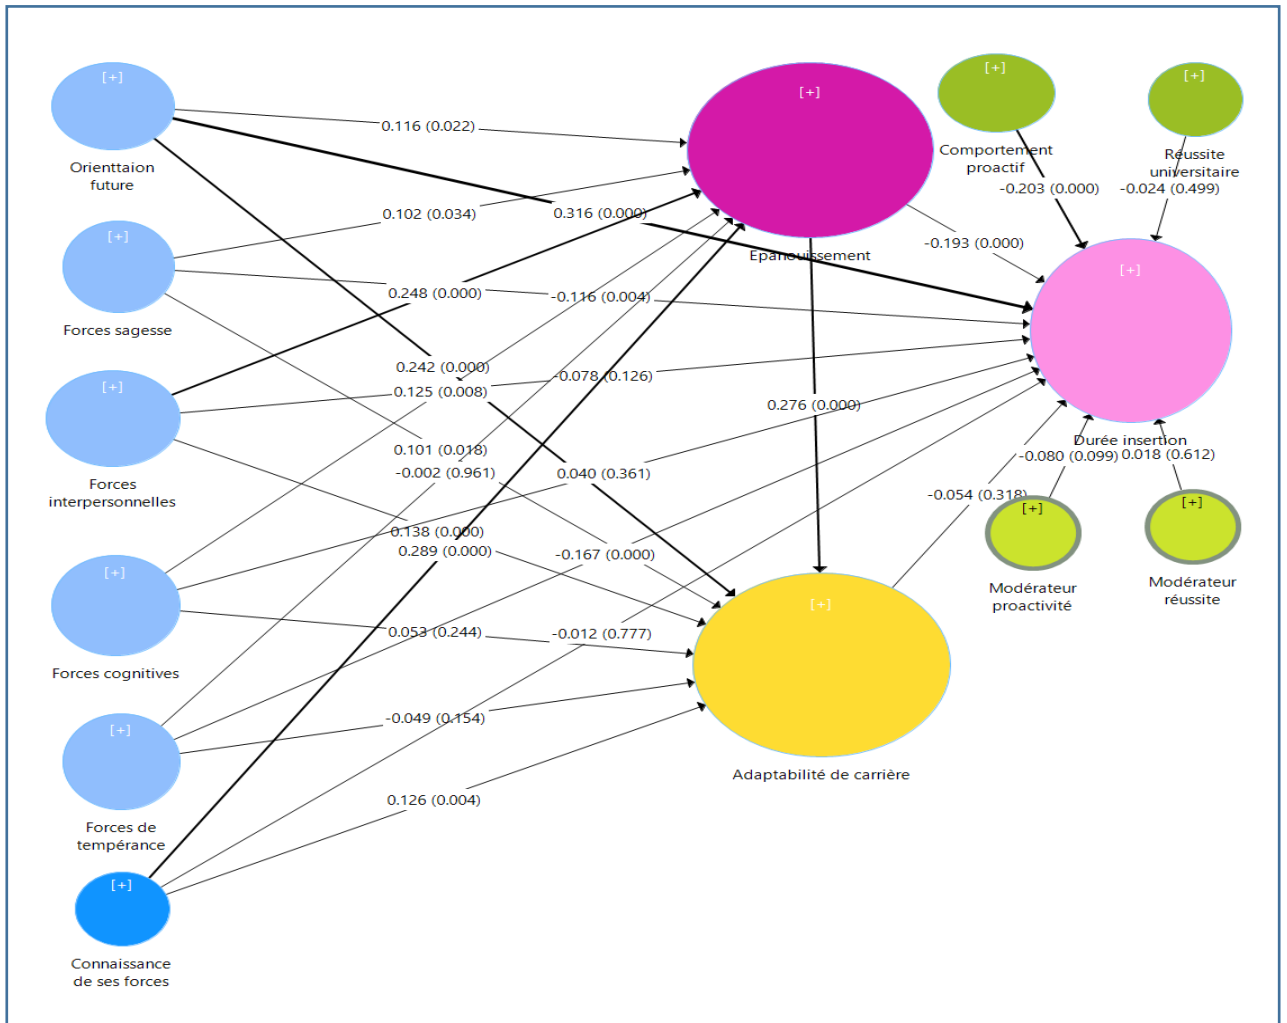 [+]
Orienttaion
future
[+]
Forces sagesse
[+]
Forces
interpersonnelles
[+]
Forces cognitives
[+]
Forces de
tempérance
[+]
Connaissance
de ses forces
0.116 (0.022)
0.102 (0.034)
0.316 (0.000)
0.248 (0.000)
-0.116 (0.004)
0.242 (0.000)
0.125 (0.008)
-0.078 (0.126)
0.276 (0.000)
0.101 (0.018)
-0.002 (0.961)
0.040 (0.361)
0.138 (0.000)
0.289 (0.000)
-0.167 (0.000)
0.053 (0.244)
-0.012 (0.777)
-0.049 (0.154)
0.126 (0.004)
[+]
Epanouissement
[+]
Adaptabilité de carrière
[+]
Comportement
proactif
[+]
Réussite
universitaire
-0.203 (0.000)
-0.024 (0.499)
-0.193 (0.000)
[+]
Durée insertion
-0.080 (0.099)
0.018 (0.612)
-0.054 (0.318)
[+]
Modérateur
proactivité
[+]
Modérateur
réussite